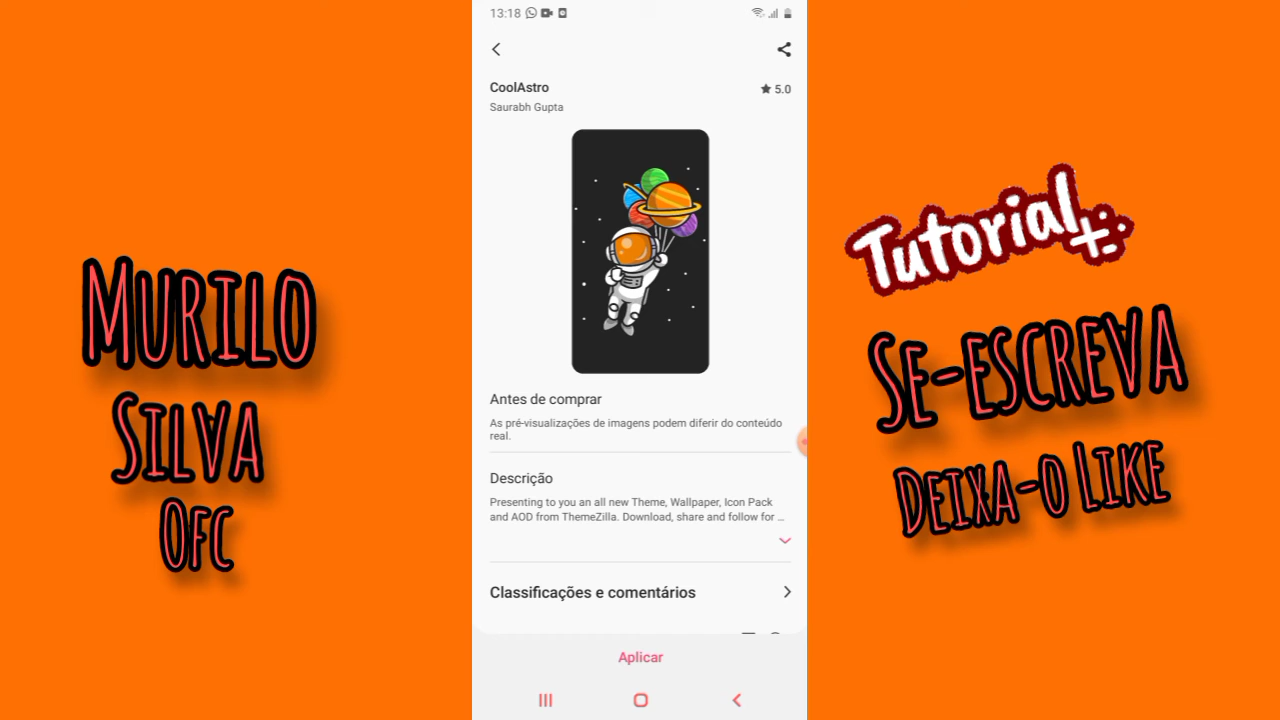 MURILO
SILVA
OFC
13:18
CoolAstro
5.0
Saurabh Gupta
Antes de comprar
As pré-visualizações de imagens podem diferir do conteúdo
real.
Descrição
Presenting to you an all new Theme, Wallpaper, Icon Pack
and AOD from ThemeZilla. Download, share and follow for ...
Classificações e comentários
Aplicar
Tutorial
SE-ESCREVA
DEIXA-O LIKE